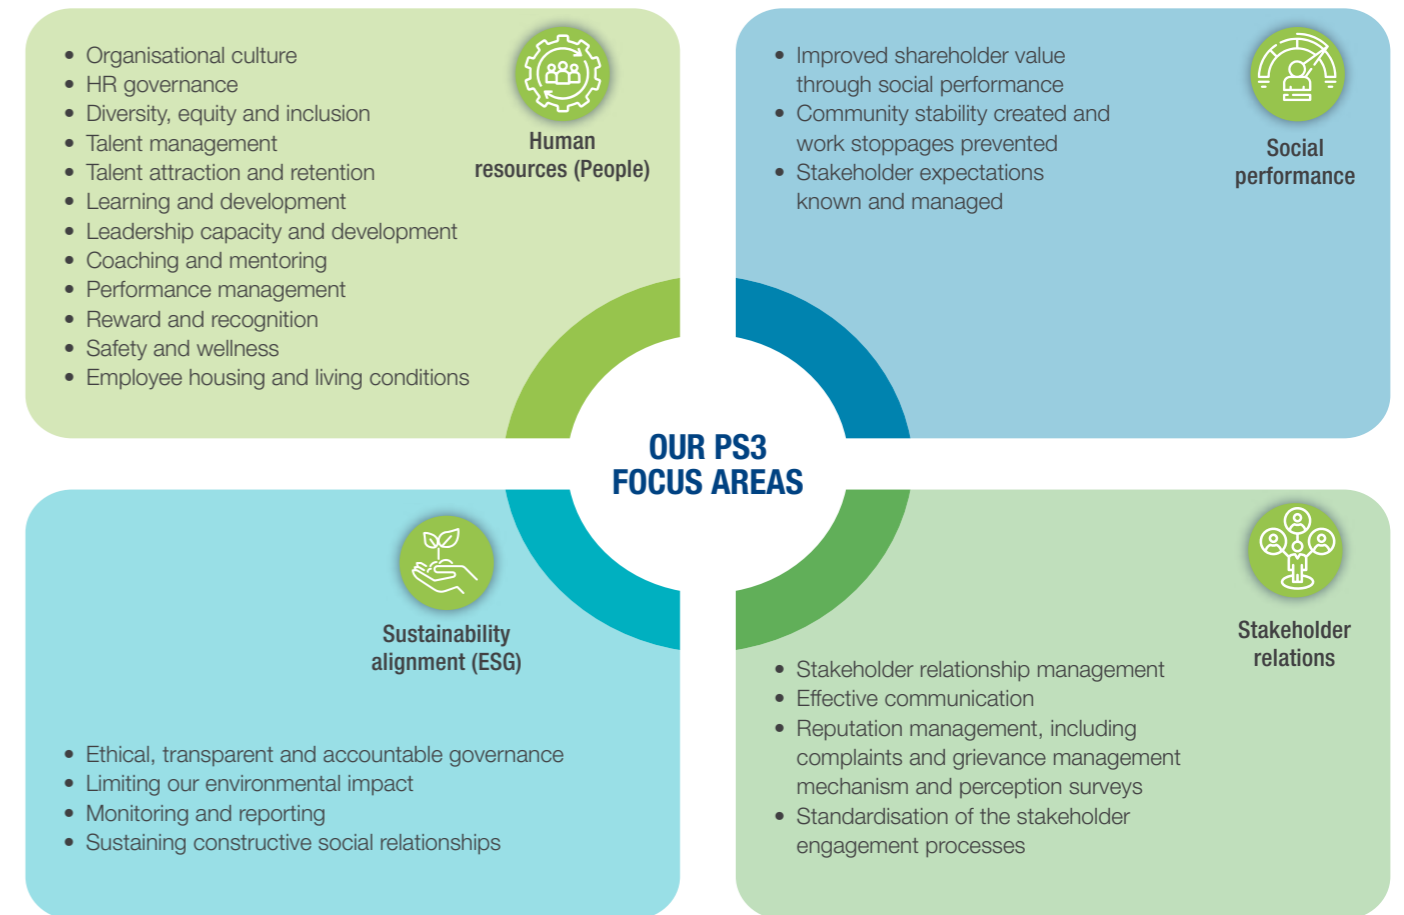 • Organisational culture
• HR governance
• Diversity, equity and inclusion
• Talent management
• Talent attraction and retention
• Learning and development
• Leadership capacity and development
• Coaching and mentoring
• Performance management
• Reward and recognition
• Safety and wellness
• Employee housing and living conditions
Human
resources (People)
• Improved shareholder value
through social performance
• Community stability created and
work stoppages prevented
• Stakeholder expectations
known and managed
Social
performance
OUR PS3
FOCUS AREAS
Sustainability
alignment (ESG)
• Ethical, transparent and accountable governance
• Limiting our environmental impact
• Monitoring and reporting
• Sustaining constructive social relationships
Stakeholder
relations
• Stakeholder relationship management
• Effective communication
• Reputation management, including
complaints and grievance management
mechanism and perception surveys
• Standardisation of the stakeholder
engagement processes